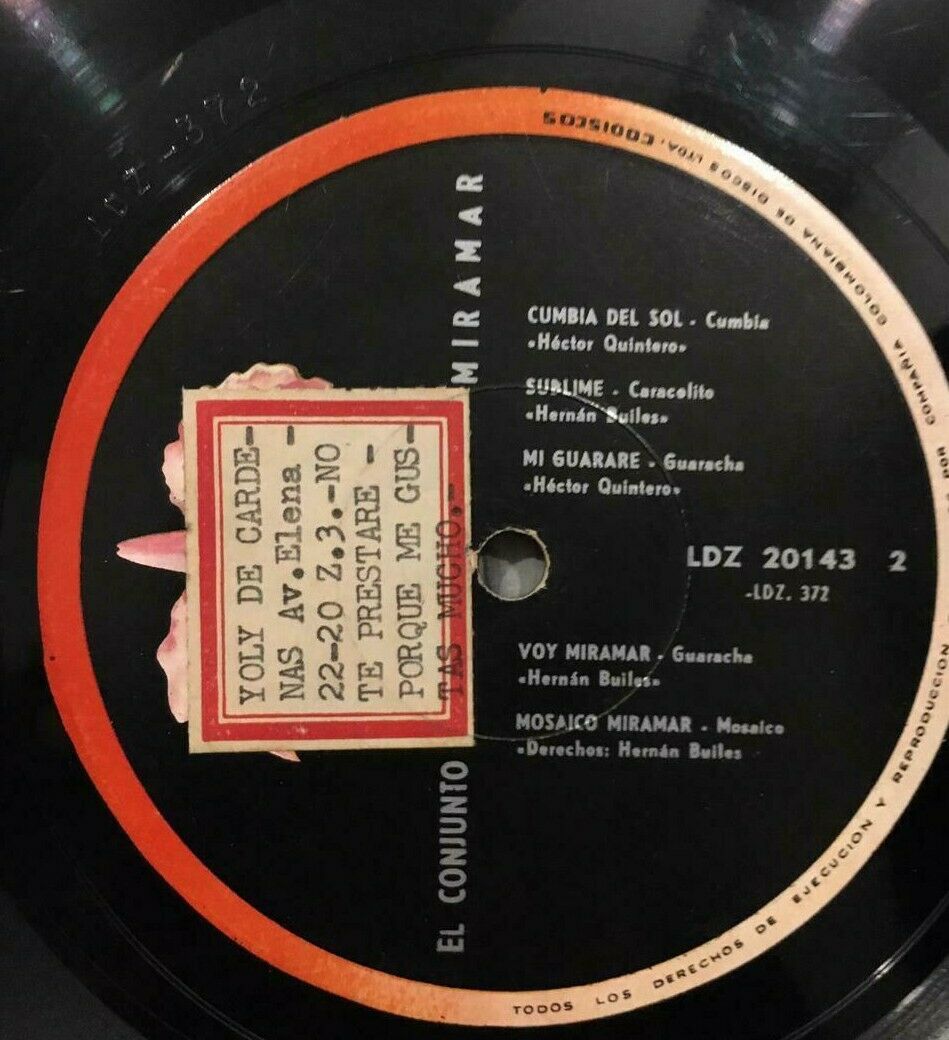 LDZ-372
CODISCOS
POR COMPAÑIA COLOMBIANA DE DISCOS LTDA. CODISCOS
TODOS LOS DERECHOS DE EJECUCION Y REPRODUCCION
EL CONJUNTO MIRAMAR
YOLY DE CARDE-
NAS Av.Elena -
22-20 Z.3.-NO
TE PRESTARE -
PORQUE ME GUS-
TAS MUCHO.-
CUMBIA DEL SOL - Cumbia
«Héctor Quintero»
SUBLIME - Caracolito
«Hernán Builes»
MI GUARARE - Guaracha
«Héctor Quintero»
LDZ 20143 2
-LDZ. 372
VOY MIRAMAR - Guaracha
«Hernán Builes»
MOSAICO MIRAMAR - Mosaico
«Derechos: Hernán Builes